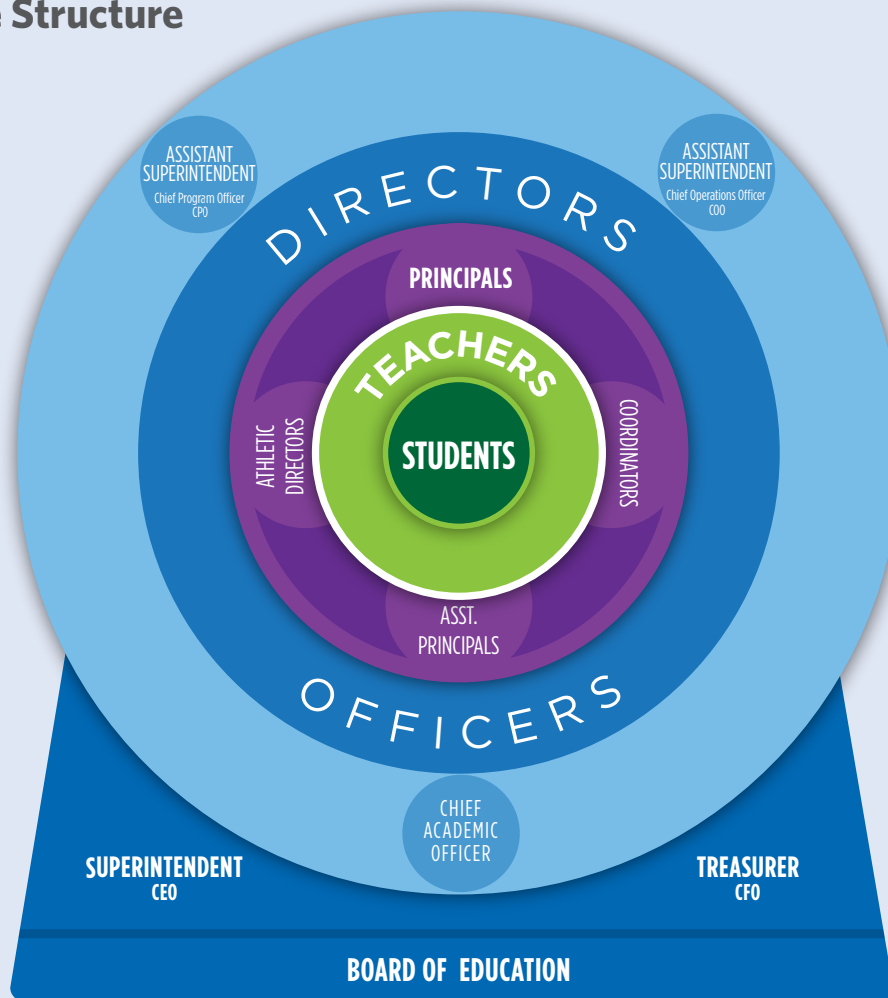 Structure
ASSISTANT
SUPERINTENDENT
Chief Program Officer
CPO
ASSISTANT
SUPERINTENDENT
Chief Operations Officer
COO
DIRECTORS
PRINCIPALS
TEACHERS
STUDENTS
ATHLETIC
DIRECTORS
COORDINATORS
ASST.
PRINCIPALS
OFFICERS
CHIEF
ACADEMIC
OFFICER
SUPERINTENDENT
CEO
TREASURER
CFO
BOARD OF EDUCATION